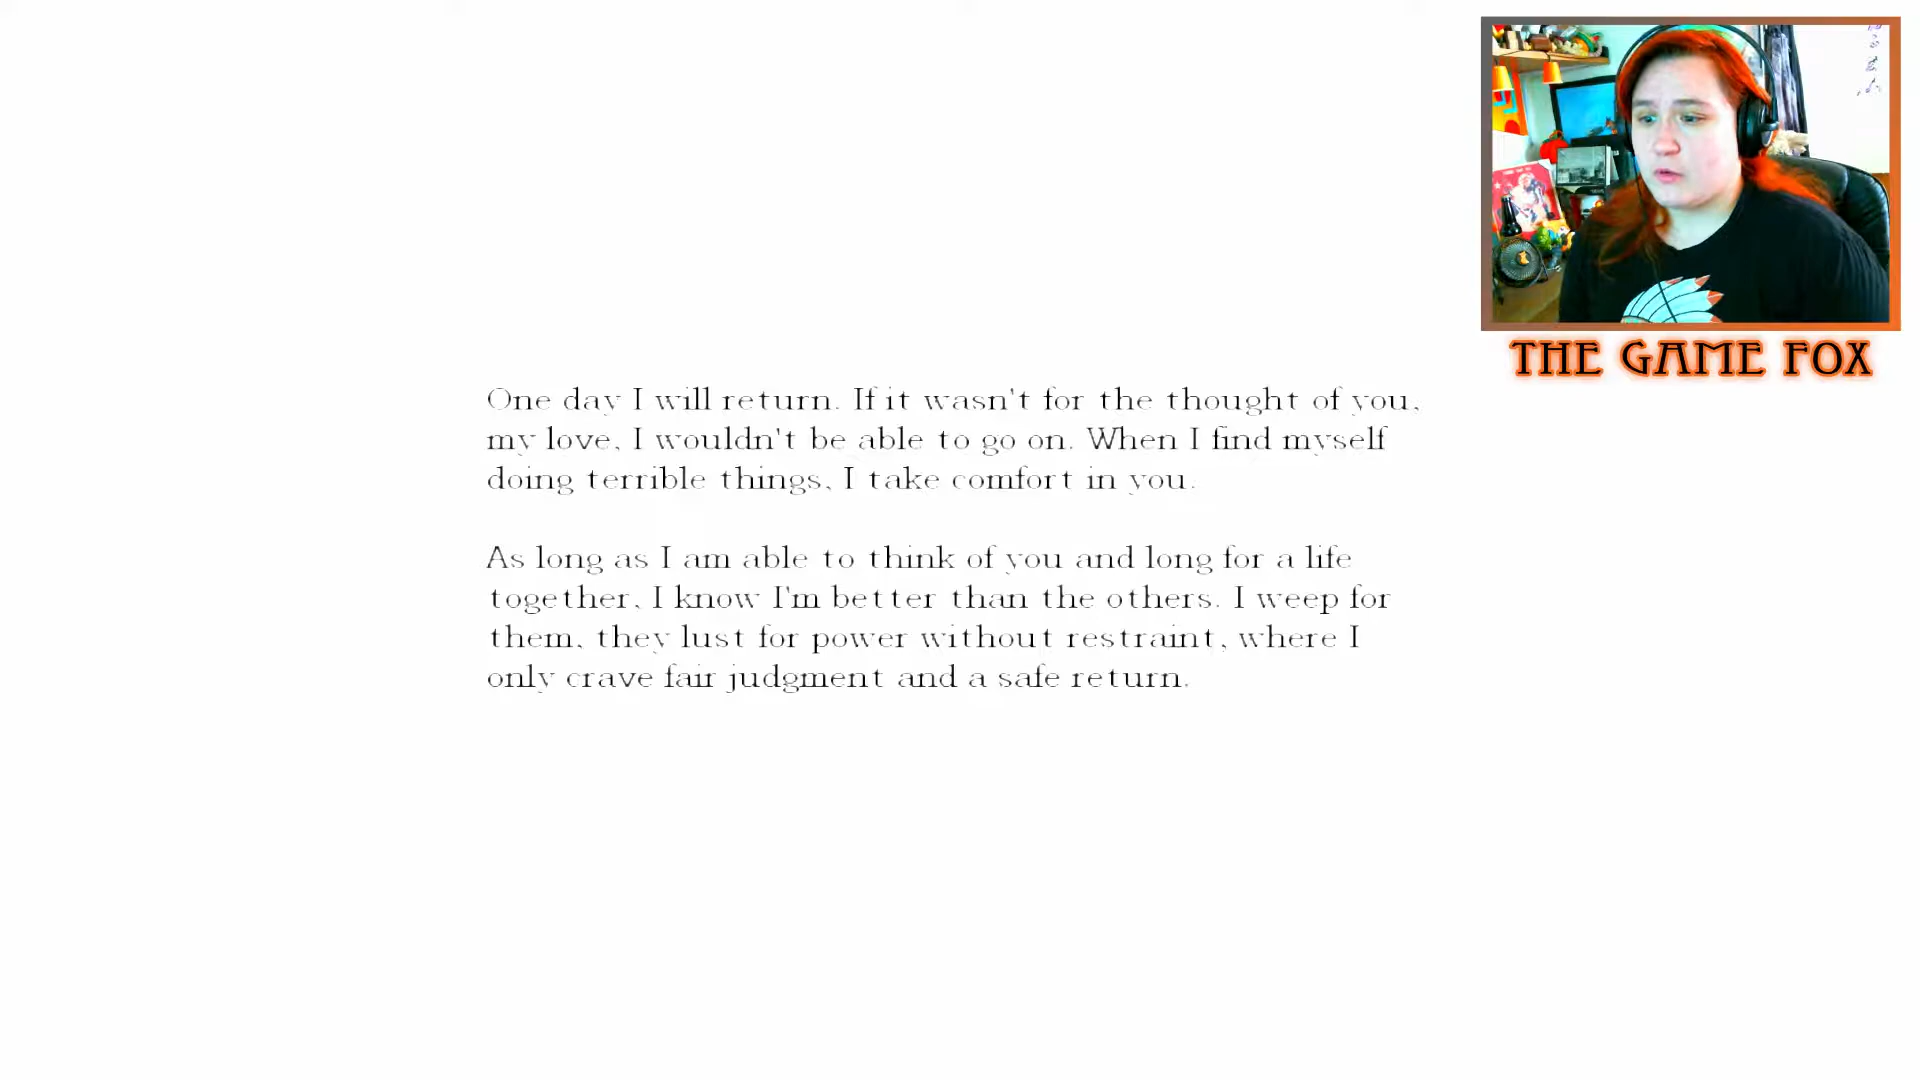 One day I will return. If it wasn't for the thought of you,
my love, I wouldn't be able to go on. When I find myself
doing terrible things, I take comfort in you.
As long as I am able to think of you and long for a life
together, I know I'm better than the others. I weep for
them, they lust for power without restraint, where I
only crave fair judgment and a safe return.
THE GAME FOX